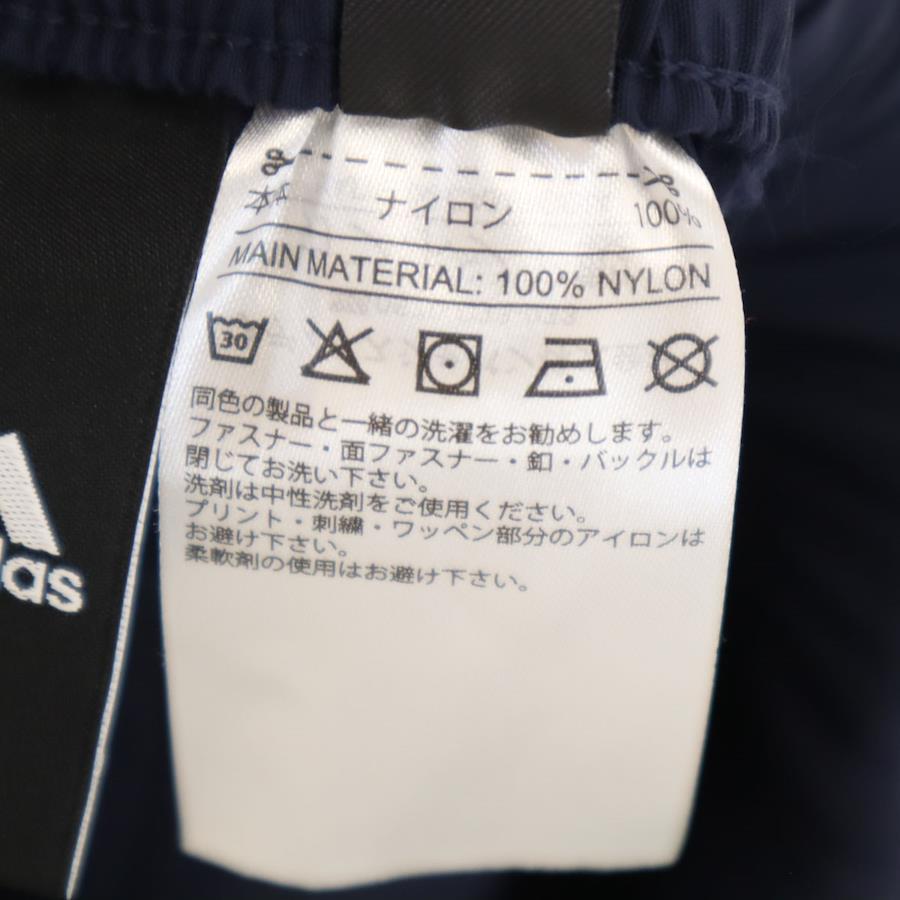 本体 ナイロン 100%
MAIN MATERIAL: 100% NYLON
30
同色の製品と一緒の洗濯をお勧めします。
ファスナー・面ファスナー・釦・バックルは
閉じてお洗い下さい。
洗剤は中性洗剤をご使用ください。
プリント・刺繍・ワッペン部分のアイロンは
お避け下さい。
柔軟剤の使用はお避け下さい。
das